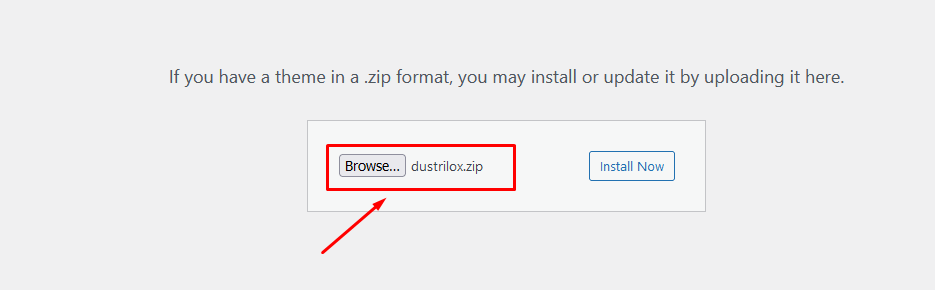 If you have a theme in a .zip format, you may install or update it by uploading it here.
Browse... dustrilox.zip Install Now